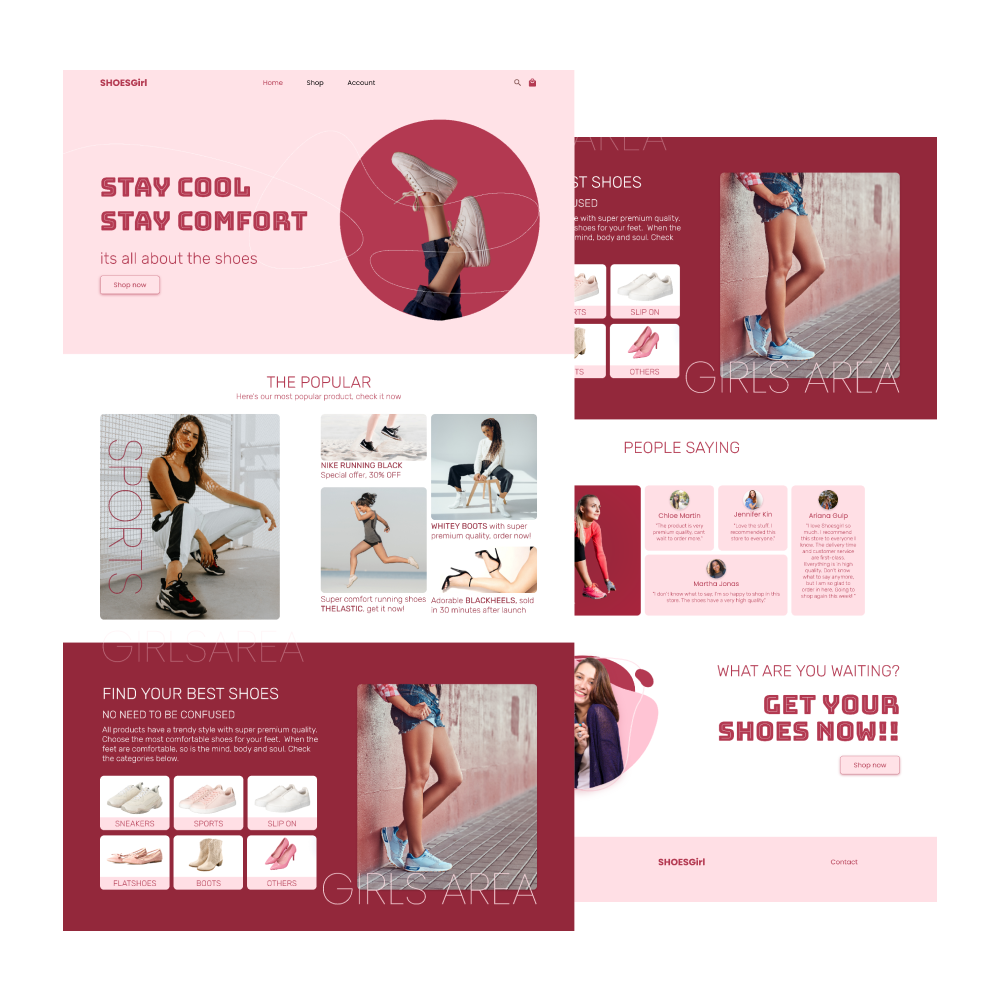 SHOESGirl
Home
Shop
Account
STAY COOL
STAY COMFORT
its all about the shoes
Shop now
THE POPULAR
Here's our most popular product, check it now
SPORTS
NIKE RUNNING BLACK
Special offer, 30% OFF
WHITEY BOOTS with super
premium quality, order now!
Super comfort running shoes
THELASTIC, get it now!
Adorable BLACKHEELS, sold
in 30 minutes after launch
GIRLSAREA
FIND YOUR BEST SHOES
NO NEED TO BE CONFUSED
All products have a trendy style with super premium quality.
Choose the most comfortable shoes for your feet. When the
feet are comfortable, so is the mind, body and soul. Check
the categories below.
SNEAKERS
SPORTS
SLIP ON
FLATSHOES
BOOTS
OTHERS
GIRLS AREA
AREA
ST SHOES
USED
e with super premium quality.
shoes for your feet. When the
mind, body and soul. Check
RTS
SLIP ON
TS
OTHERS
GIRLS AREA
PEOPLE SAYING
Chloe Martin
"The product is very
premium quality, cant
wait to order more."
Jennifer Kin
"Love the stuff. I
recommended this
store to everyone."
Ariana Gulp
"I love Shoesgirl so
much. I recommend
this store to everyone I
know. The delivery time
and customer service
are first-class.
Everything is in high
quality. Don't know
what to say anymore,
but I am so glad to
order in here. Going to
shop again this week!"
Martha Jonas
"I don't know what to say, I'm so happy to shop in this
store. The shoes have a very high quality."
WHAT ARE YOU WAITING?
GET YOUR
SHOES NOW!!
Shop now
SHOESGirl
Contact